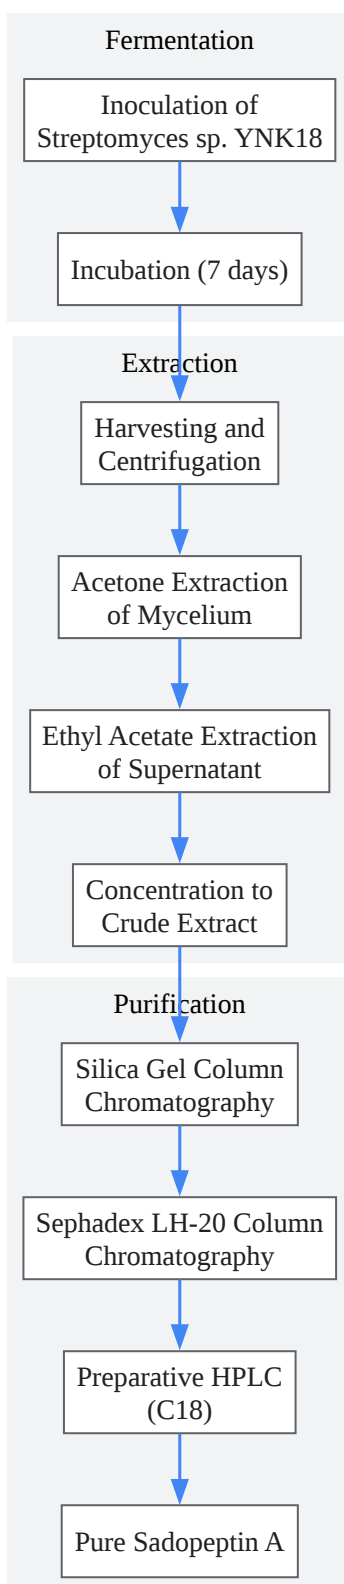 Fermentation
Inoculation of
Streptomyces sp. YNK18
Incubation (7 days)
Extraction
Harvesting and
Centrifugation
Acetone Extraction
of Mycelium
Ethyl Acetate Extraction
of Supernatant
Concentration to
Crude Extract
Purification
Silica Gel Column
Chromatography
Sephadex LH-20 Column
Chromatography
Preparative HPLC
(C18)
Pure Sadopeptin A